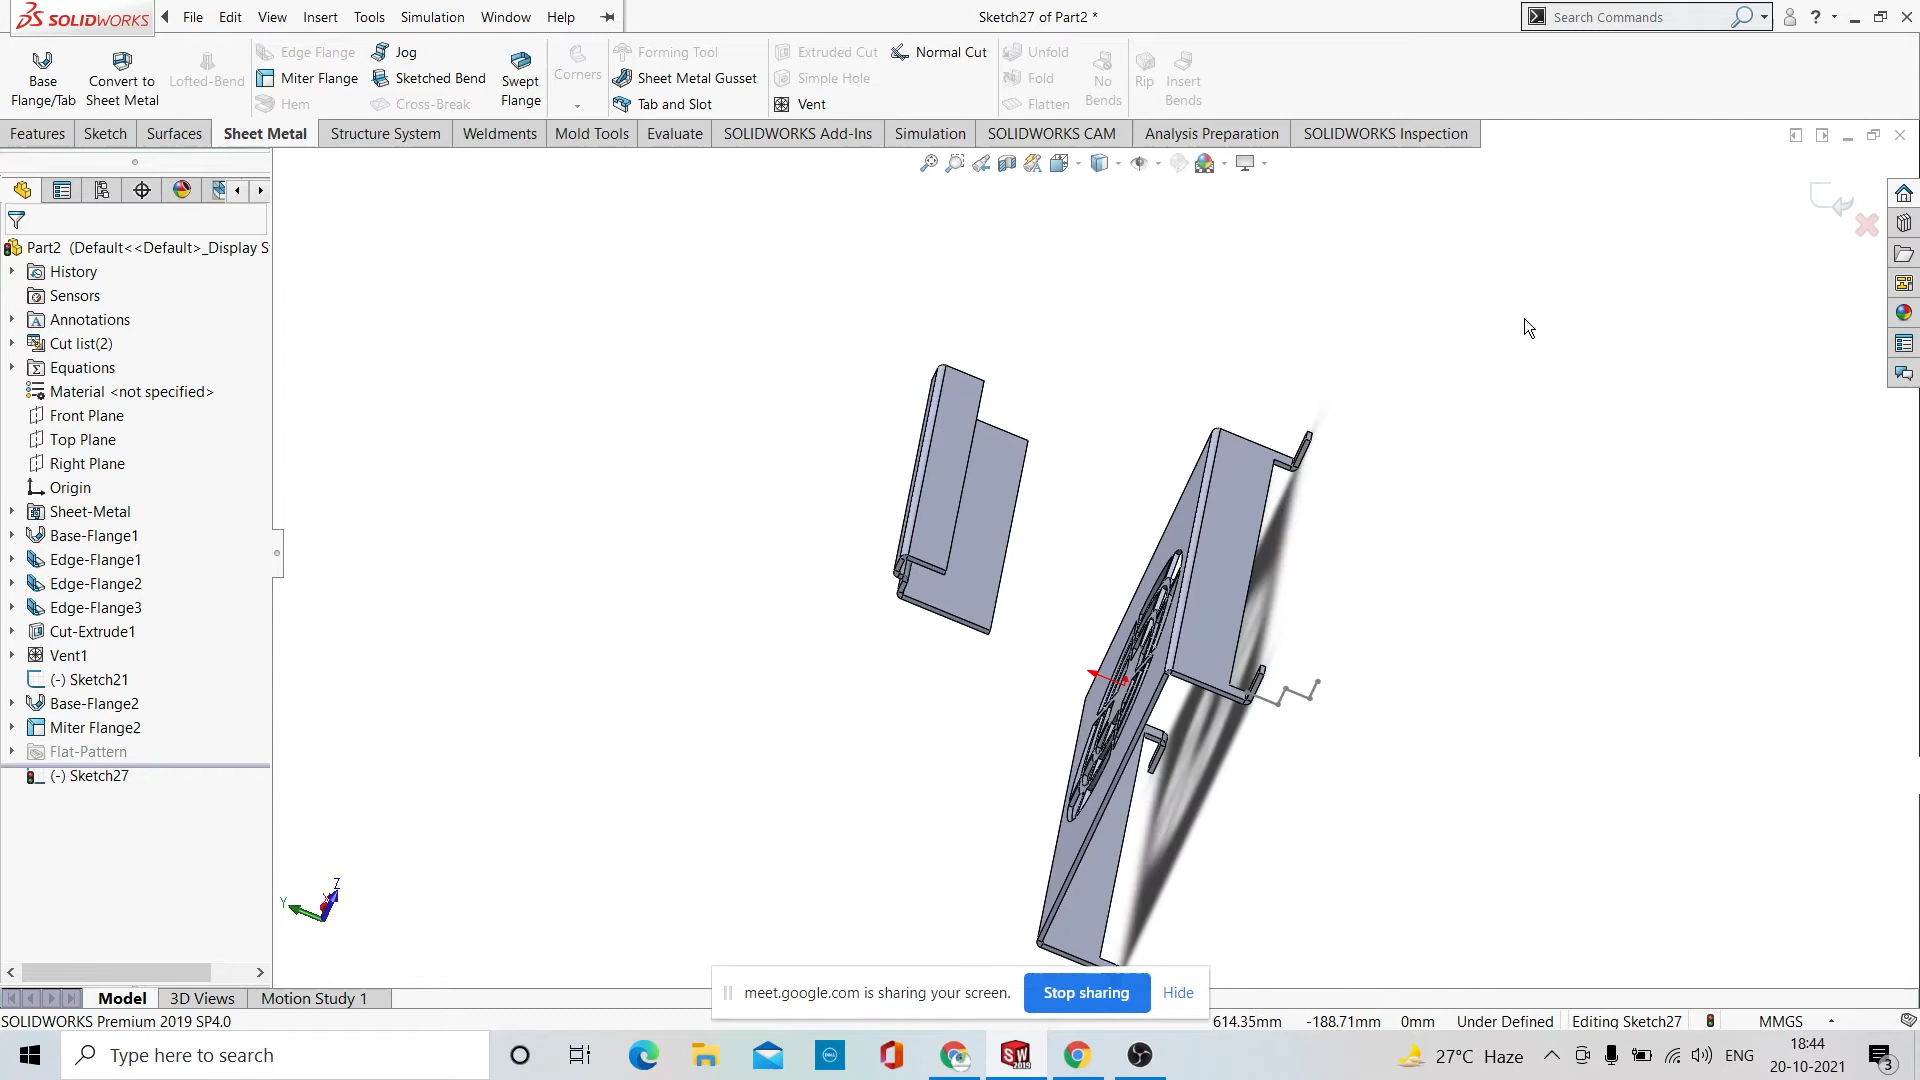 SOLIDWORKS File Edit View Insert Tools Simulation Window Help Sketch27 of Part2 * Search Commands ?
Base Flange/Tab Convert to Sheet Metal Lofted-Bend Edge Flange Miter Flange Hem Jog Sketched Bend Cross-Break Swept Flange Corners Forming Tool Sheet Metal Gusset Tab and Slot Extruded Cut Simple Hole Vent Normal Cut Unfold Fold Flatten No Bends Rip Insert Bends
Features Sketch Surfaces Sheet Metal Structure System Weldments Mold Tools Evaluate SOLIDWORKS Add-Ins Simulation SOLIDWORKS CAM Analysis Preparation SOLIDWORKS Inspection
Part2 (Default<<Default>_Display S
History
Sensors
Annotations
Cut list(2)
Equations
Material <not specified>
Front Plane
Top Plane
Right Plane
Origin
Sheet-Metal
Base-Flange1
Edge-Flange1
Edge-Flange2
Edge-Flange3
Cut-Extrude1
Vent1
(-) Sketch21
Base-Flange2
Miter Flange2
Flat-Pattern
(-) Sketch27
Z
Y
meet.google.com is sharing your screen. Stop sharing Hide
Model 3D Views Motion Study 1
SOLIDWORKS Premium 2019 SP4.0 614.35mm -188.71mm 0mm Under Defined Editing Sketch27 MMGS
Type here to search 27°C Haze ENG 18:44
20-10-2021 3